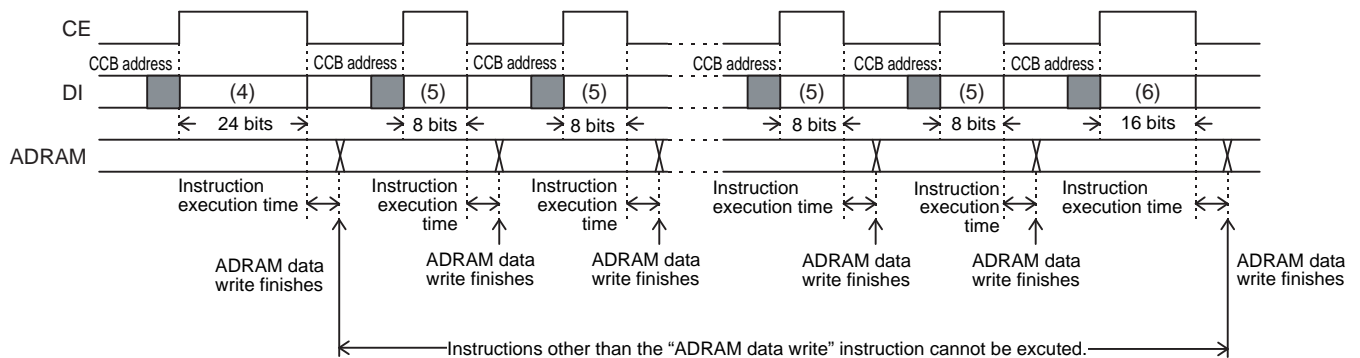 CE
CCB address CCB address CCB address CCB address CCB address CCB address
DI (4) (5) (5) (5) (5) (6)
24 bits 8 bits 8 bits 8 bits 8 bits 16 bits
ADRAM
Instruction Instruction Instruction Instruction Instruction Instruction
execution time execution execution execution time execution execution time
time time time
ADRAM data ADRAM data ADRAM data ADRAM data ADRAM data ADRAM data
write finishes write finishes write finishes write finishes write finishes write finishes
Instructions other than the “ADRAM data write” instruction cannot be excuted.